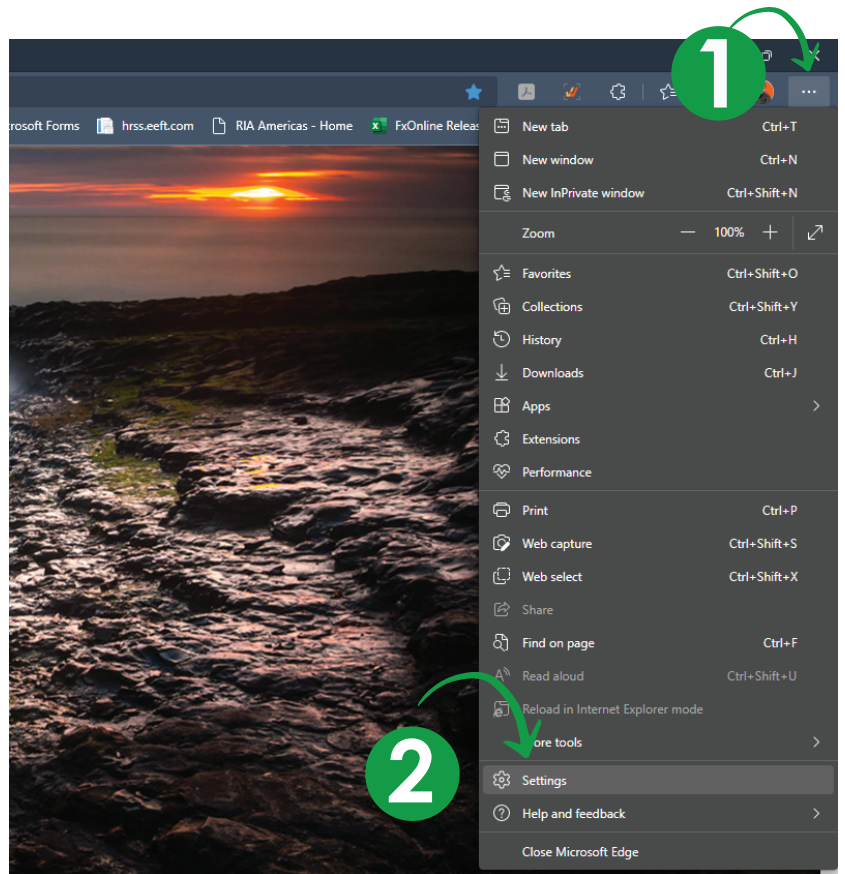 1
crosoft Forms hrss.eeft.com RIA Americas - Home FxOnline Releas
New tab Ctrl+T
New window Ctrl+N
New InPrivate window Ctrl+Shift+N
Zoom — 100% +
Favorites Ctrl+Shift+O
Collections Ctrl+Shift+Y
History Ctrl+H
Downloads Ctrl+J
Apps
Extensions
Performance
Print Ctrl+P
Web capture Ctrl+Shift+S
Web select Ctrl+Shift+X
Share
Find on page Ctrl+F
Read aloud Ctrl+Shift+U
Reload in Internet Explorer mode
ore tools
2
Settings
Help and feedback
Close Microsoft Edge